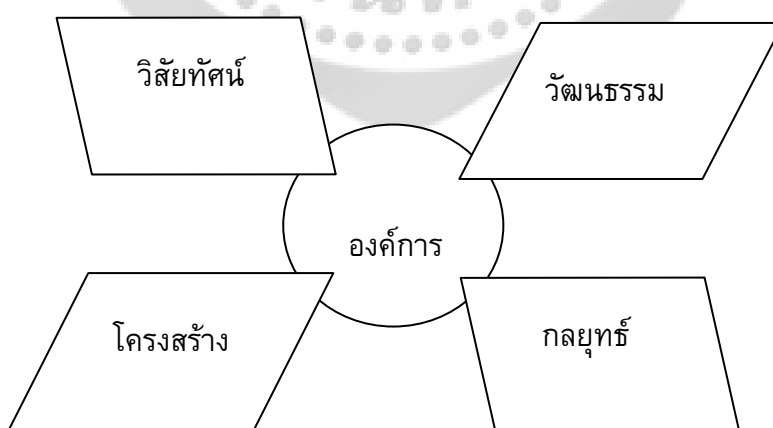 วิสัยทัศน์
วัฒนธรรม
องค์การ
โครงสร้าง
กลยุทธ์